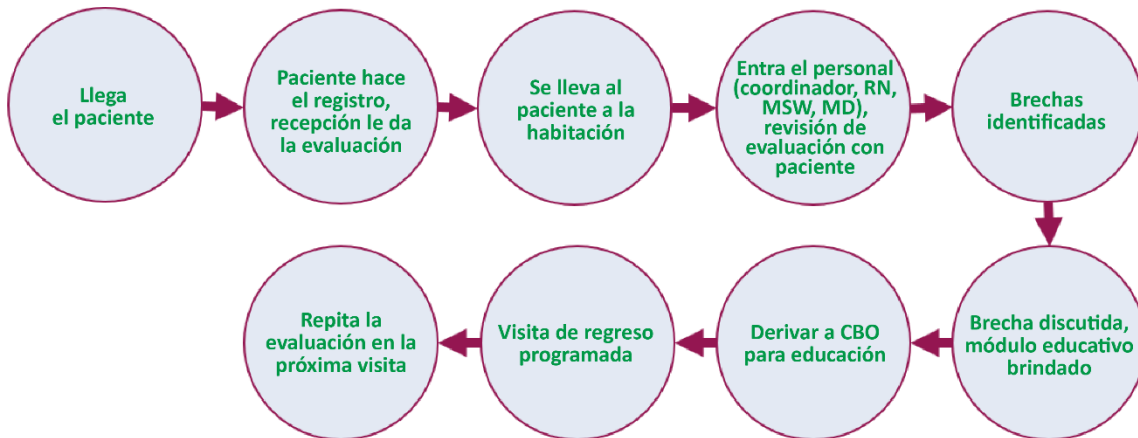 Llega
el paciente
Paciente hace
el registro,
recepción le da
la evaluación
Se lleva al
paciente a la
habitación
Entra el personal
(coordinador, RN,
MSW, MD),
revisión de
evaluación con
paciente
Brechas
identificadas
Brecha discutida,
módulo educativo
brindado
Derivar a CBO
para educación
Visita de regreso
programada
Repita la
evaluación en la
próxima visita